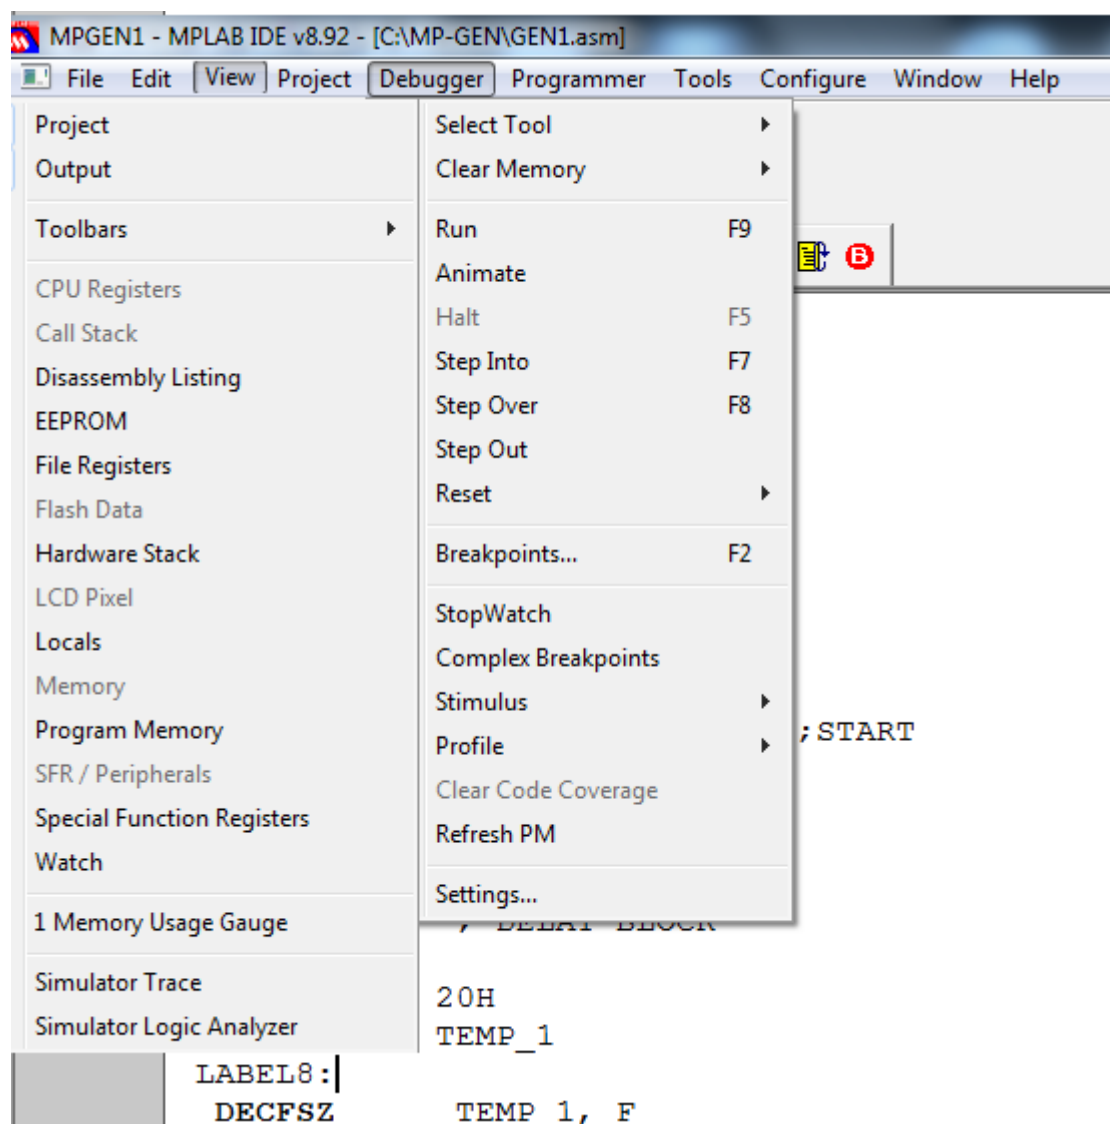 MPGEN1 - MPLAB IDE v8.92 - [C:\MP-GEN\GEN1.asm]
File Edit View Project Debugger Programmer Tools Configure Window Help
Project
Output
Toolbars
CPU Registers
Call Stack
Disassembly Listing
EEPROM
File Registers
Flash Data
Hardware Stack
LCD Pixel
Locals
Memory
Program Memory
SFR / Peripherals
Special Function Registers
Watch
1 Memory Usage Gauge
Simulator Trace
Simulator Logic Analyzer
Select Tool
Clear Memory
Run F9
Animate
Halt F5
Step Into F7
Step Over F8
Step Out
Reset
Breakpoints... F2
StopWatch
Complex Breakpoints
Stimulus
Profile
Clear Code Coverage
Refresh PM
Settings...
B
;START
; DELAY BLOCK
20H
TEMP_1
LABEL8:
DECFSZ TEMP_1, F